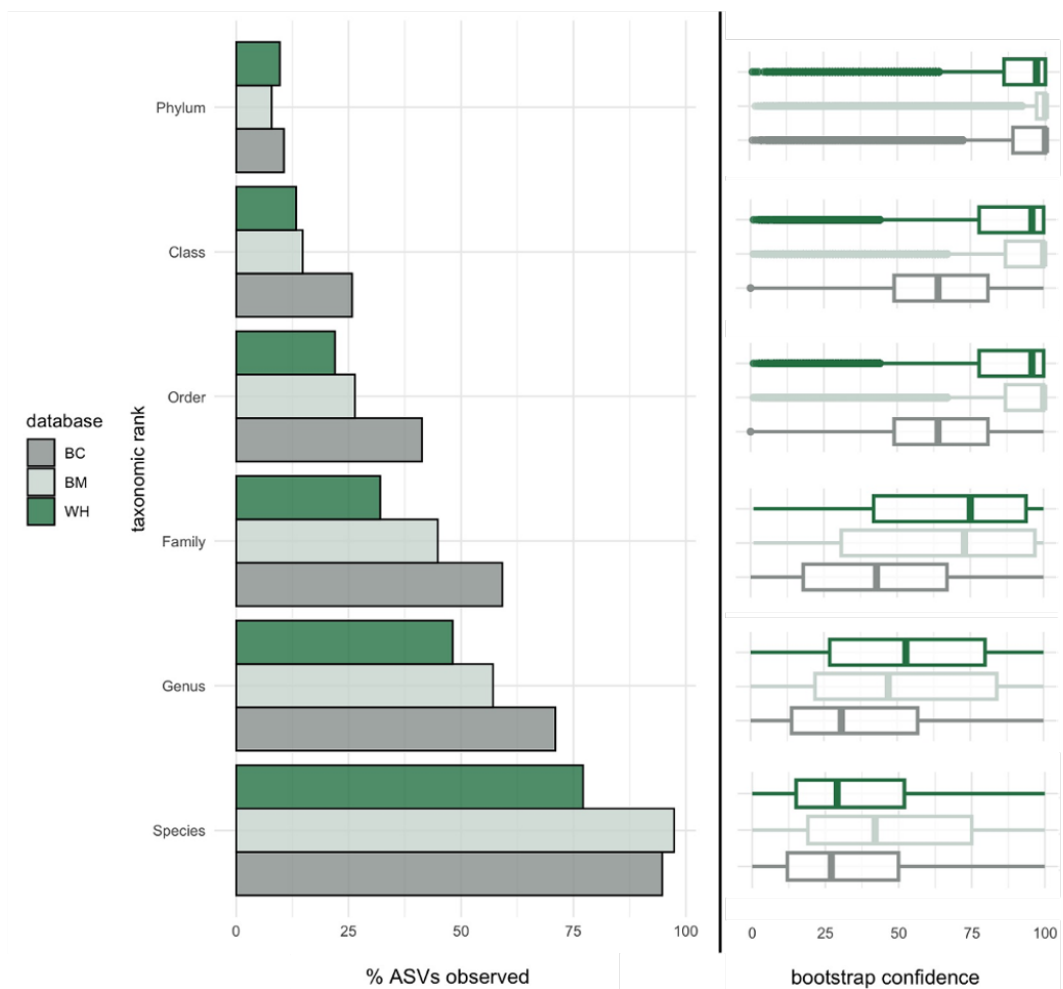 Phylum
Class
Order
Family
Genus
Species
database
BC
BM
WH
taxonomic rank
0 25 50 75 100
% ASVs observed
0 25 50 75 100
bootstrap confidence